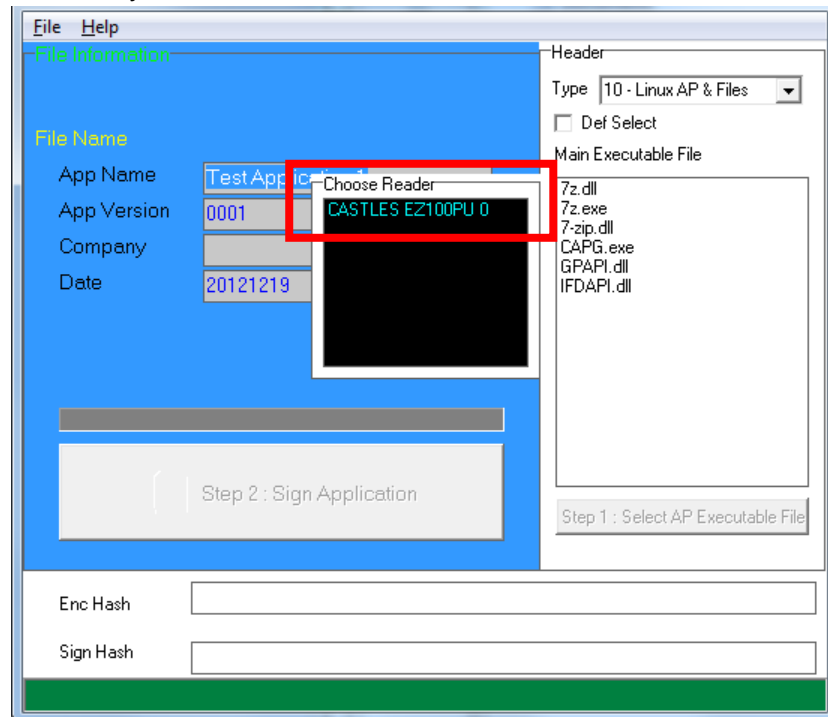 File Help
File Information
File Name
App Name
Test Application 1
App Version
0001
Company
Date
20121219
Choose Reader
CASTLES EZ100PU 0
Step 2 : Sign Application
Header
Type
10 - Linux AP & Files
Def Select
Main Executable File
7z.dll
7z.exe
7-zip.dll
CAPG.exe
GPAPI.dll
IFDAPI.dll
Step 1 : Select AP Executable File
Enc Hash
Sign Hash